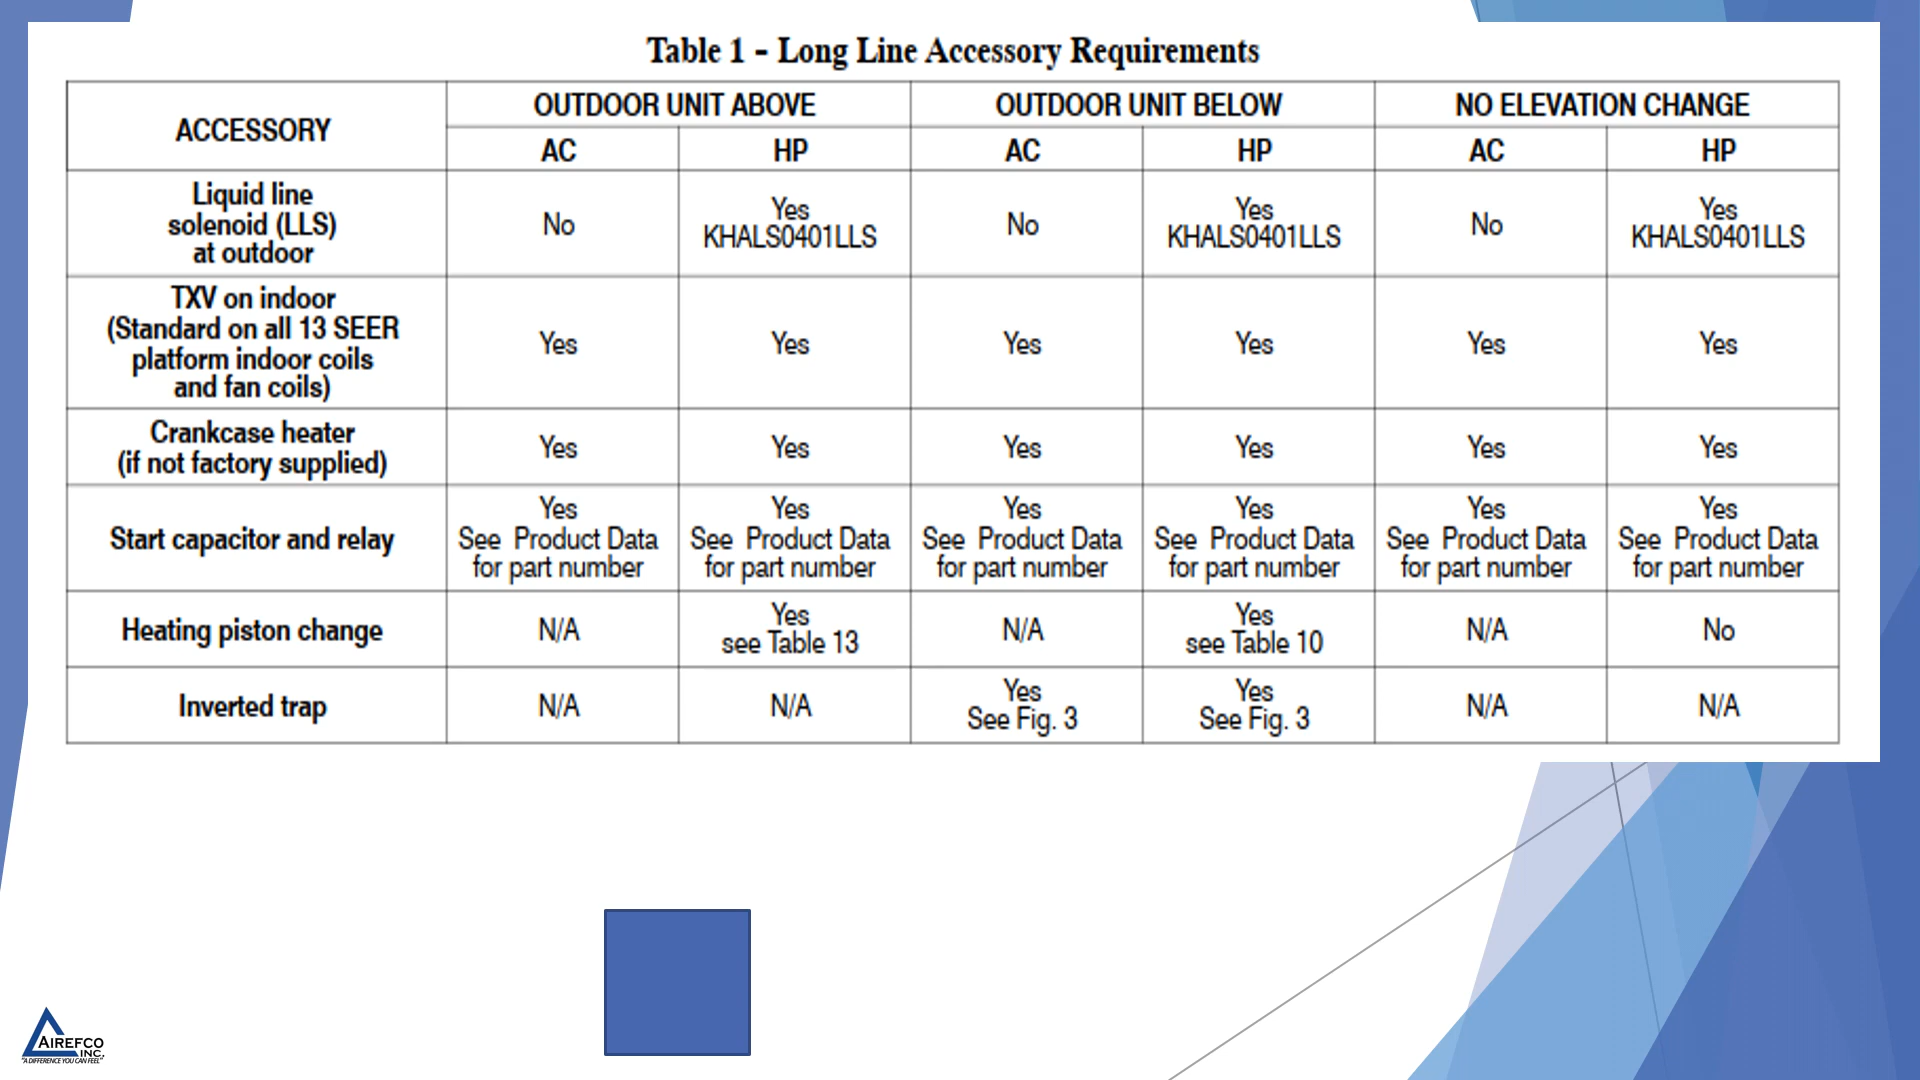 Table 1 – Long Line Accessory Requirements
ACCESSORY
OUTDOOR UNIT ABOVE
OUTDOOR UNIT BELOW
NO ELEVATION CHANGE
AC
HP
AC
HP
AC
HP
Liquid line
solenoid (LLS)
at outdoor
No
Yes
KHALS0401LLS
No
Yes
KHALS0401LLS
No
Yes
KHALS0401LLS
TXV on indoor
(Standard on all 13 SEER
platform indoor coils
and fan coils)
Yes
Yes
Yes
Yes
Yes
Yes
Crankcase heater
(if not factory supplied)
Yes
Yes
Yes
Yes
Yes
Yes
Start capacitor and relay
Yes
See Product Data
for part number
Yes
See Product Data
for part number
Yes
See Product Data
for part number
Yes
See Product Data
for part number
Yes
See Product Data
for part number
Yes
See Product Data
for part number
Heating piston change
N/A
Yes
see Table 13
N/A
Yes
see Table 10
N/A
No
Inverted trap
N/A
N/A
Yes
See Fig. 3
Yes
See Fig. 3
N/A
N/A
AIREFCO
INC.
"A DIFFERENCE YOU CAN FEEL"